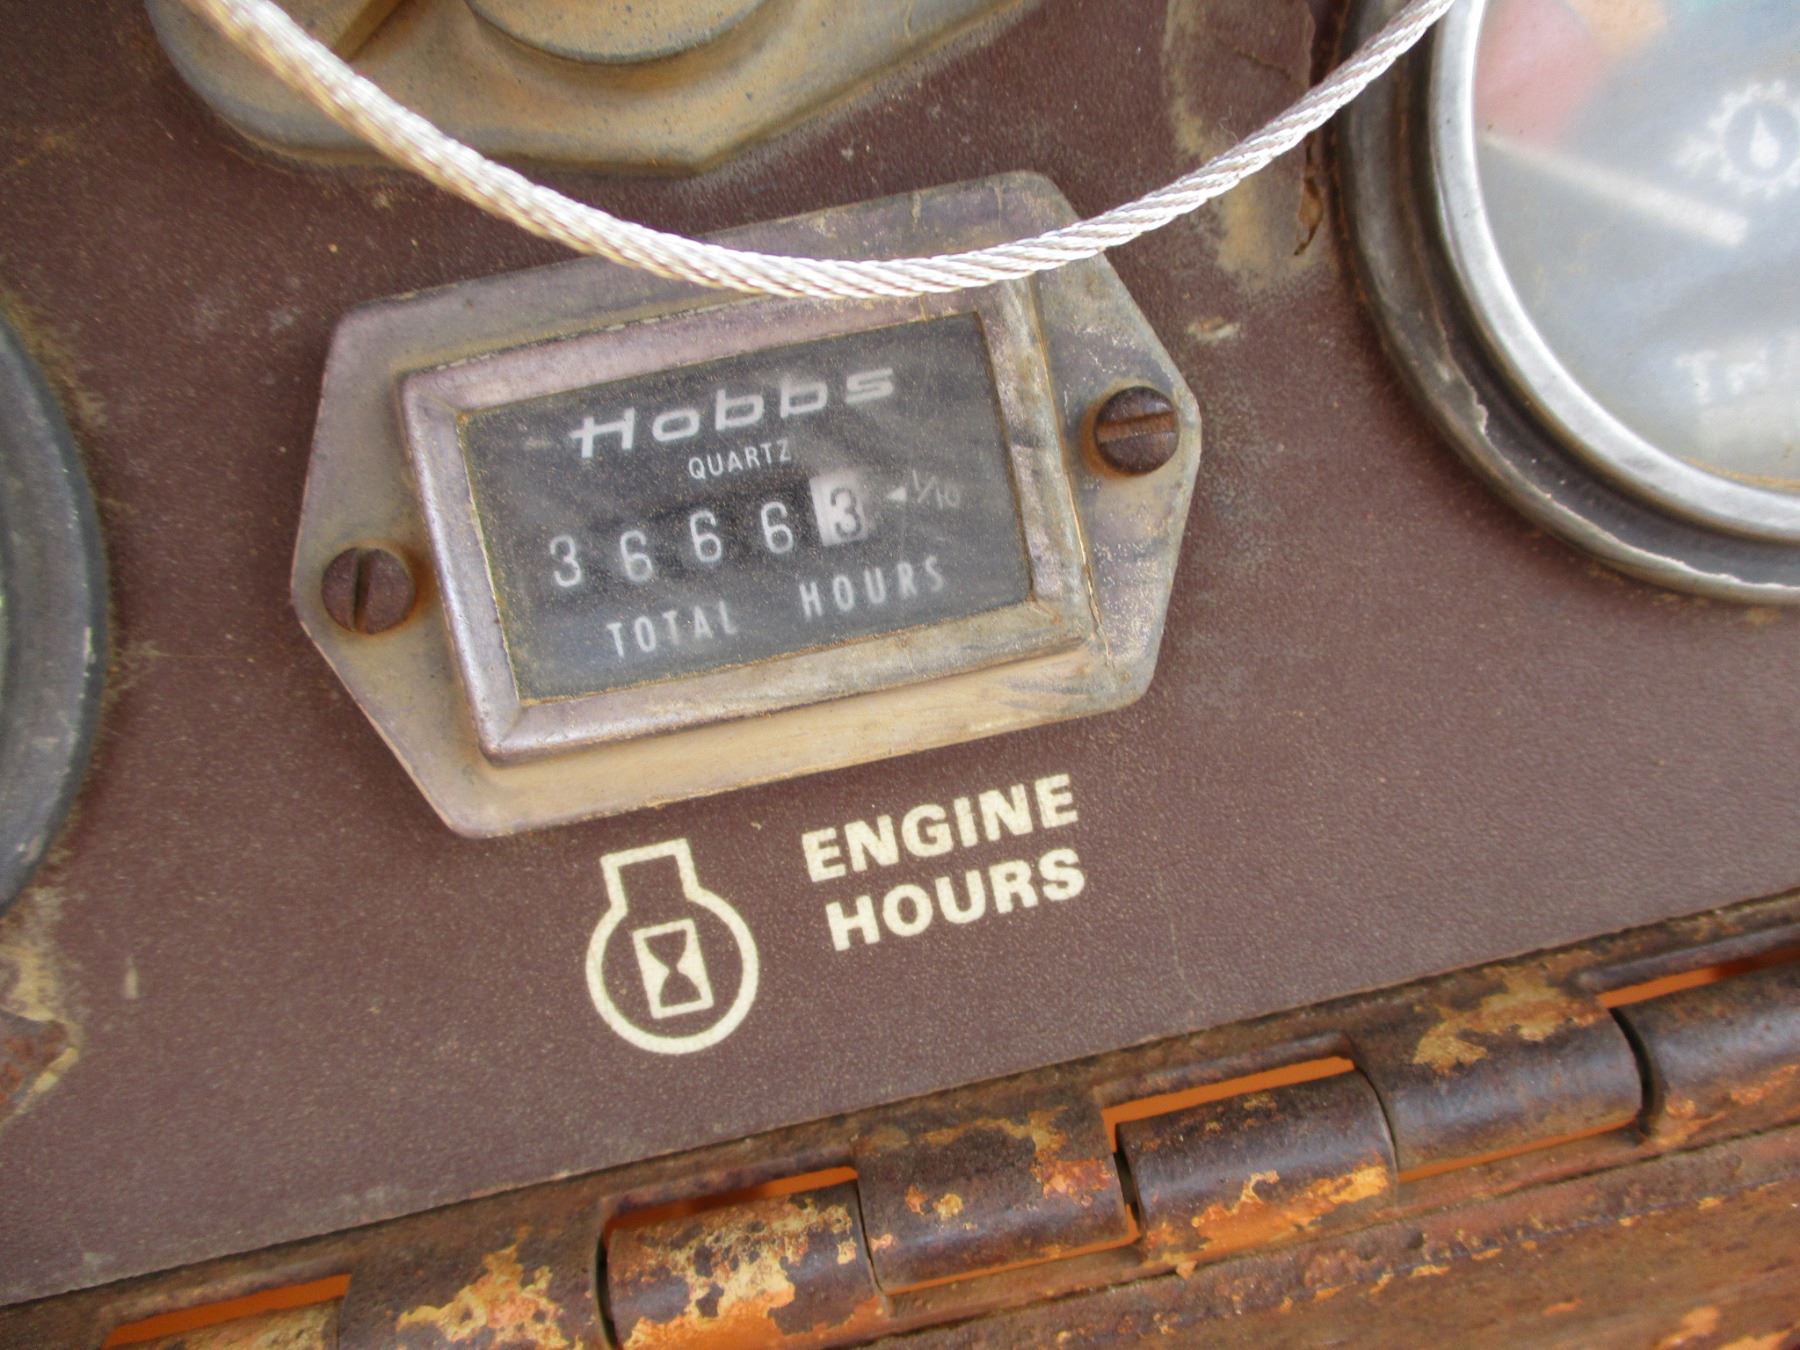 Hobbs
QUARTZ
36663 ◄1/10
TOTAL HOURS
ENGINE
HOURS